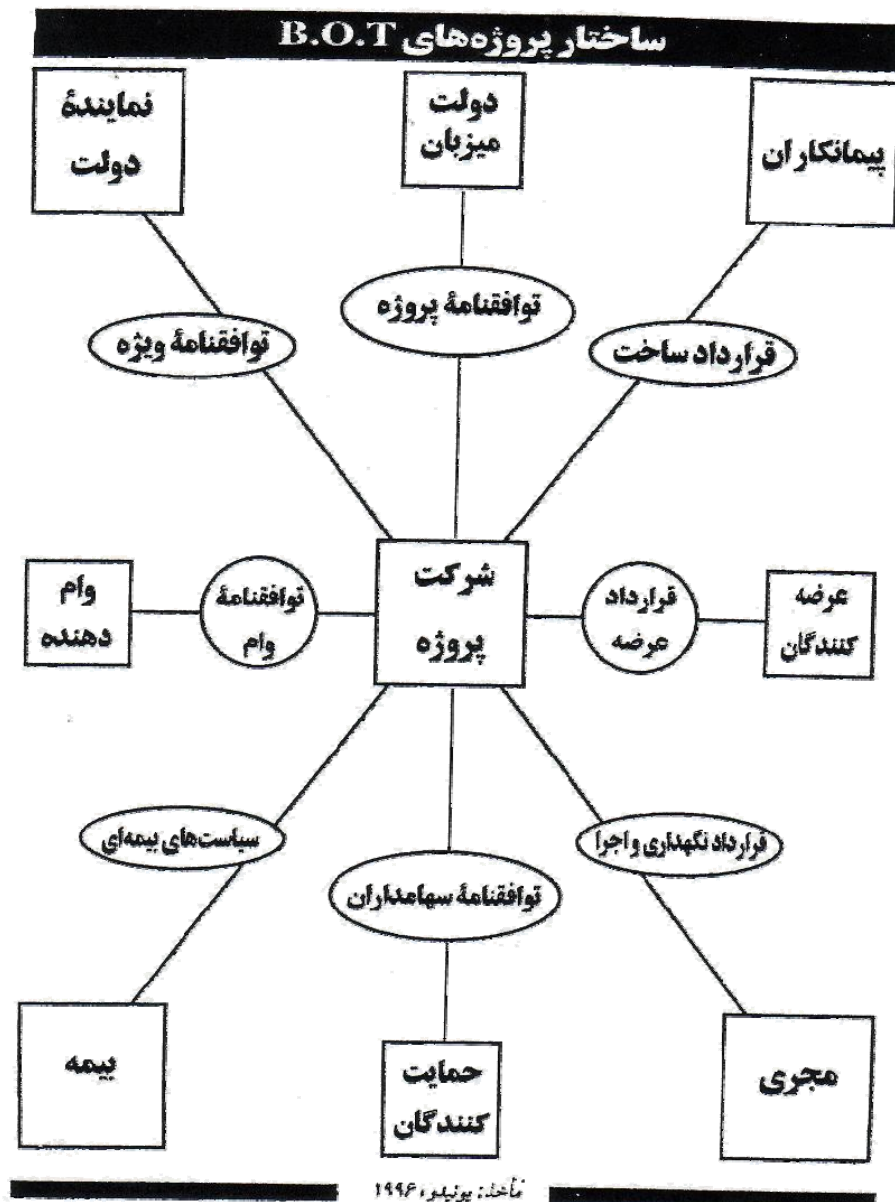 ساختار پروژه‌های B.O.T
پیمانکاران
دولت
میزبان
نمایندهٔ
دولت
قرارداد ساخت
توافقنامهٔ پروژه
توافقنامهٔ ویژه
عرضه
کنندگان
قرارداد
عرضه
شرکت
پروژه
توافقنامهٔ
وام
وام
دهنده
قرارداد نگهداری و اجرا
توافقنامهٔ سهامداران
سیاست‌های بیمه‌ای
مجری
حمایت
کنندگان
بیمه
مأخذ: یونیدو، ۱۹۹۶